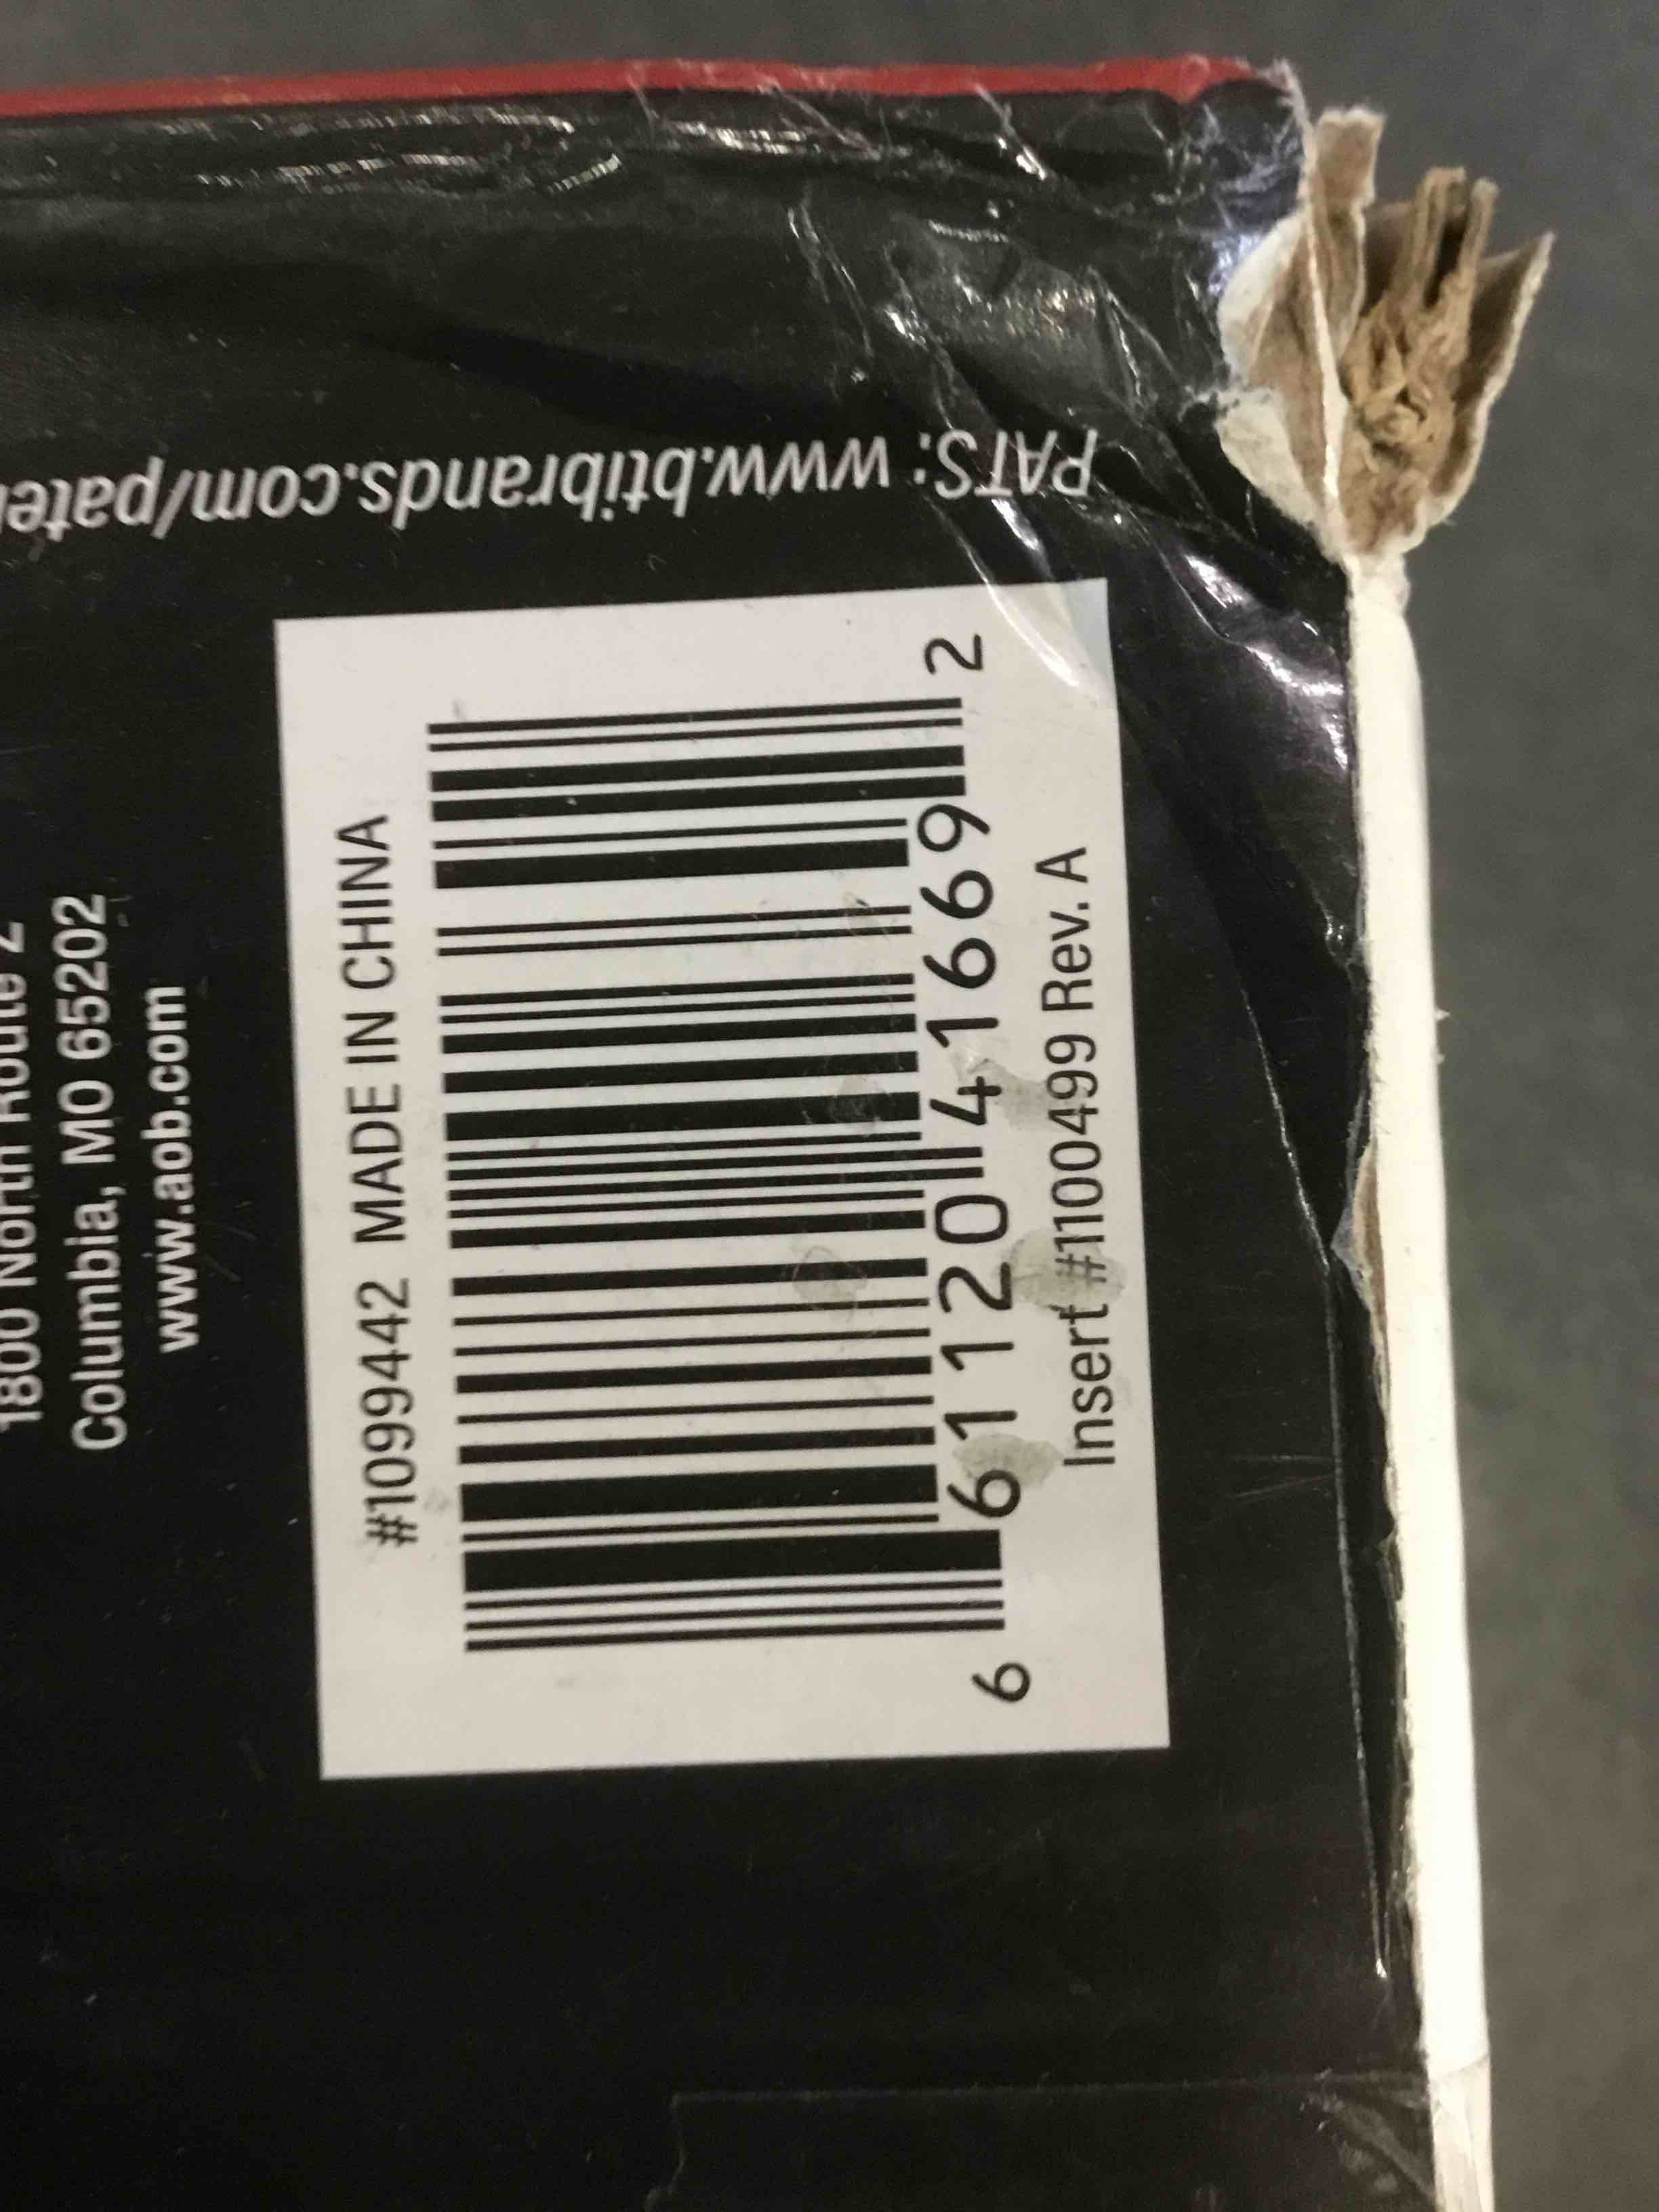 1800 North Route Z
Columbia, MO 65202
www.aob.com
#1099442 MADE IN CHINA
6 61120 41669 2
Insert #1100499 Rev. A
PATS: www.btibrands.com/pate